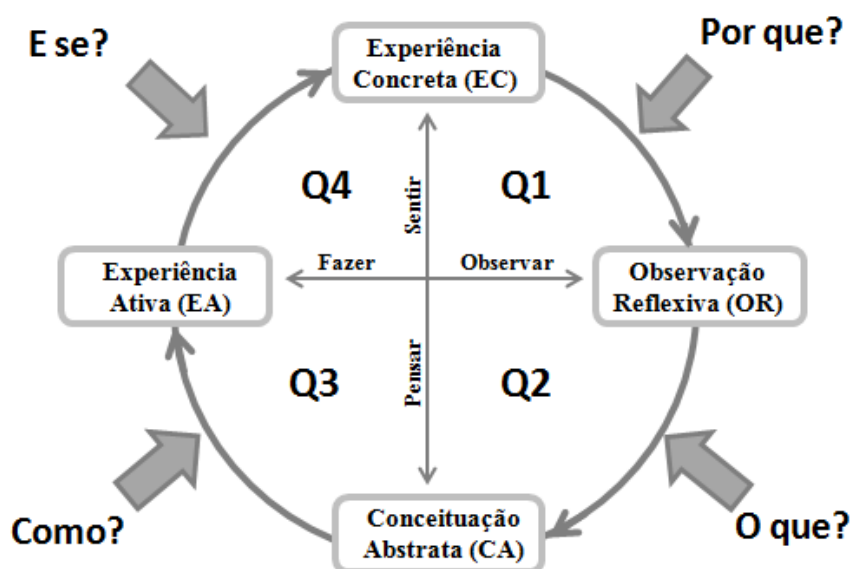 E se?
Experiência
Concreta (EC)
Por que?
Q4
Sentir
Q1
Experiência
Ativa (EA)
Fazer
Observar
Observação
Reflexiva (OR)
Q3
Pensar
Q2
Como?
Conceituação
Abstrata (CA)
O que?